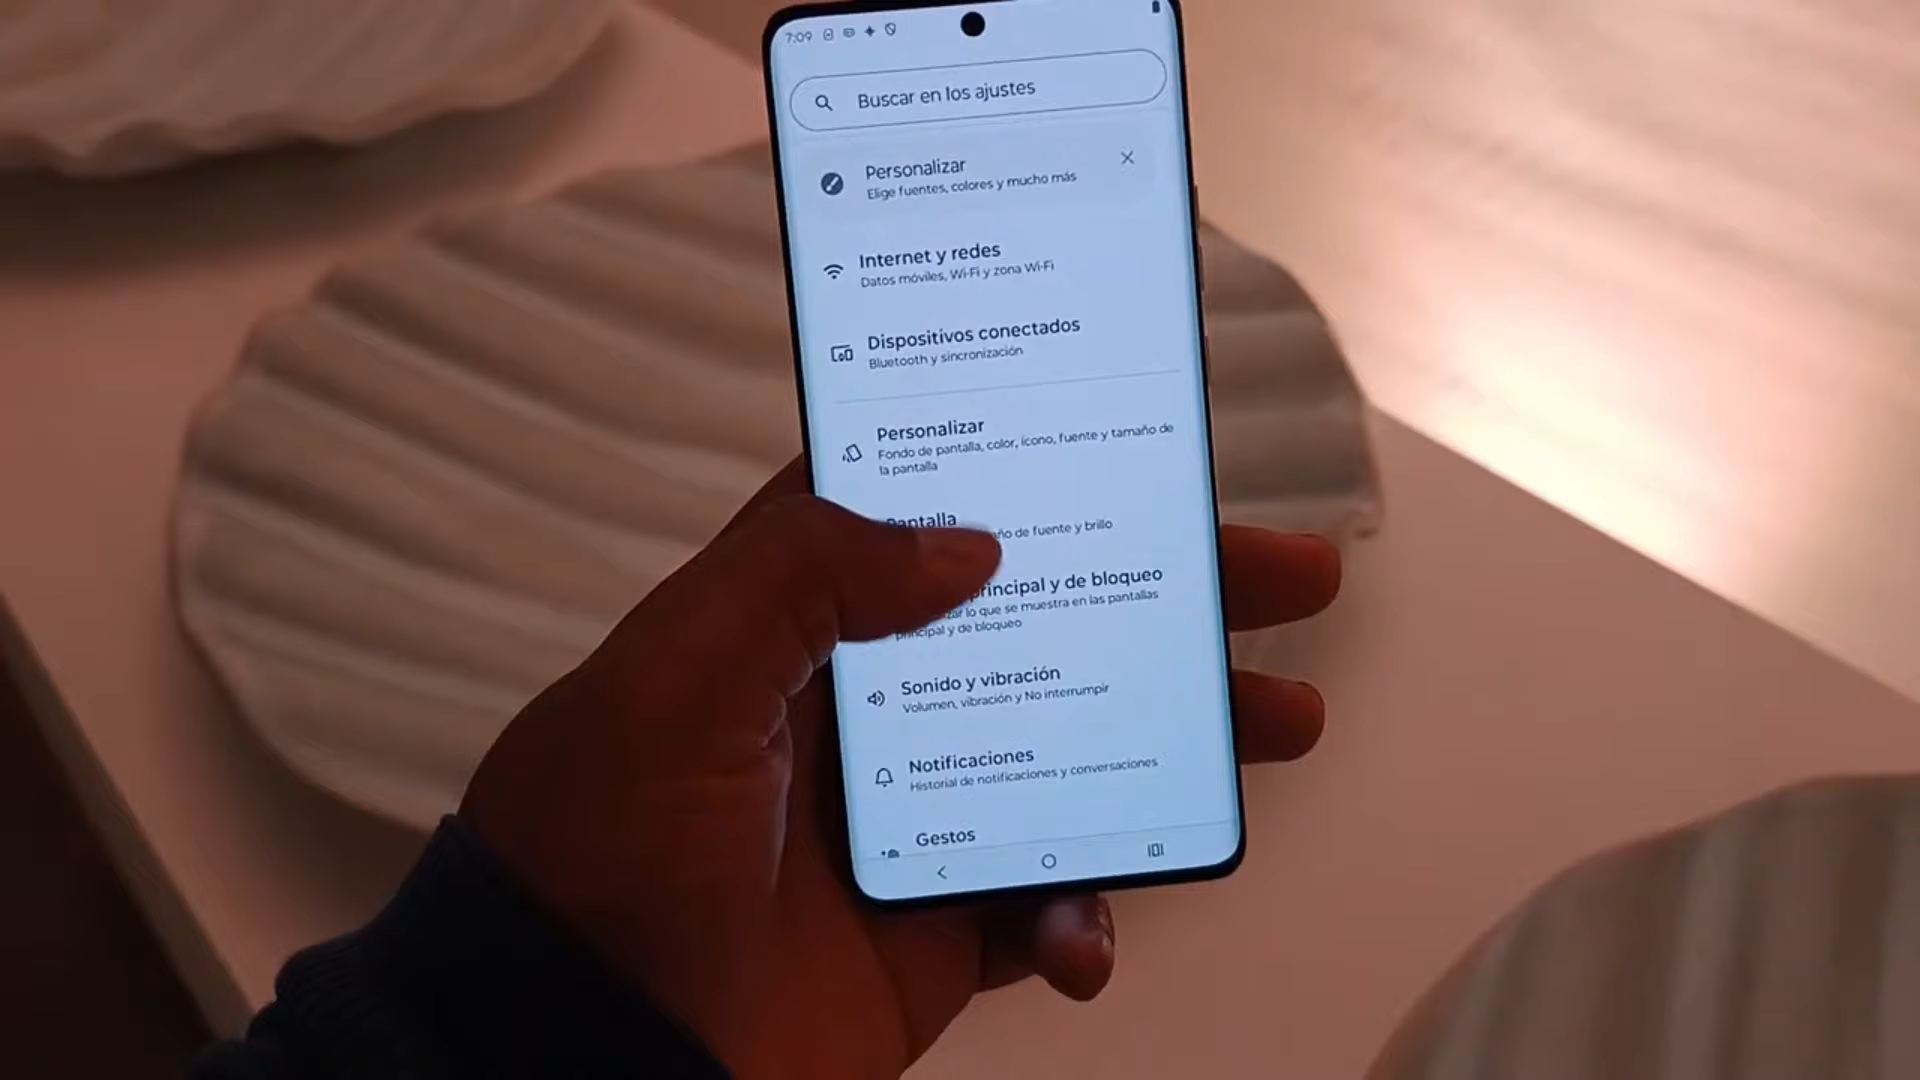 7:09
Buscar en los ajustes
Personalizar
Elige fuentes, colores y mucho más
Internet y redes
Datos móviles, Wi-Fi y zona Wi-Fi
Dispositivos conectados
Bluetooth y sincronización
Personalizar
Fondo de pantalla, color, ícono, fuente y tamaño de
la pantalla
Pantalla
de fuente y brillo
principal y de bloqueo
lo que se muestra en las pantallas
principal y de bloqueo
Sonido y vibración
Volumen, vibración y No interrumpir
Notificaciones
Historial de notificaciones y conversaciones
Gestos